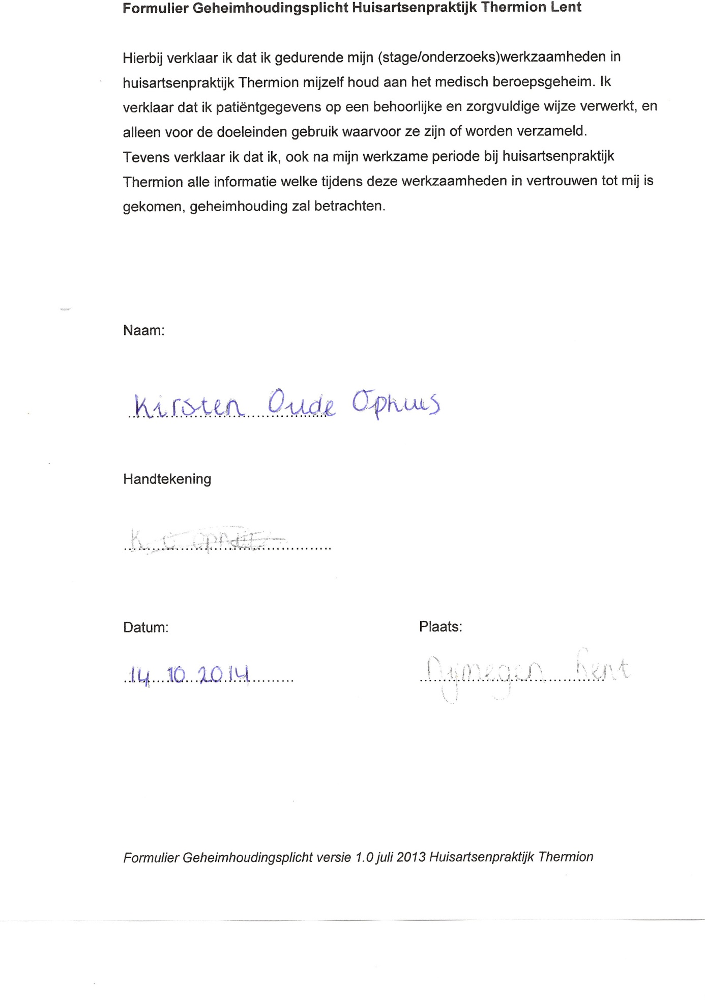 Formulier Geheimhoudingsplicht Huisartsenpraktijk Thermion Lent
Hierbij verklaar ik dat ik gedurende mijn (stage/onderzoeks)werkzaamheden in
huisartsenpraktijk Thermion mijzelf houd aan het medisch beroepsgeheim. Ik
verklaar dat ik patiëntgegevens op een behoorlijke en zorgvuldige wijze verwerkt, en
alleen voor de doeleinden gebruik waarvoor ze zijn of worden verzameld.
Tevens verklaar ik dat ik, ook na mijn werkzame periode bij huisartsenpraktijk
Thermion alle informatie welke tijdens deze werkzaamheden in vertrouwen tot mij is
gekomen, geheimhouding zal betrachten.
Naam:
Kirsten Oude Ophuis
Handtekening
Datum: Plaats:
14 10 2014 Nijmegen Lent
Formulier Geheimhoudingsplicht versie 1.0 juli 2013 Huisartsenpraktijk Thermion